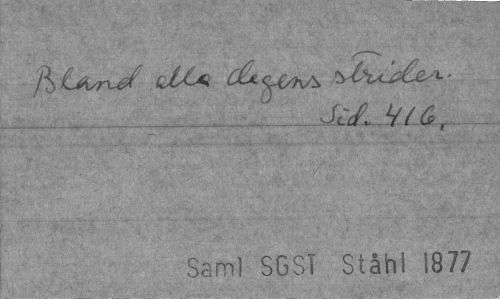 Bland alla dagens strider.
Sid. 416.
Saml SGST Ståhl 1877